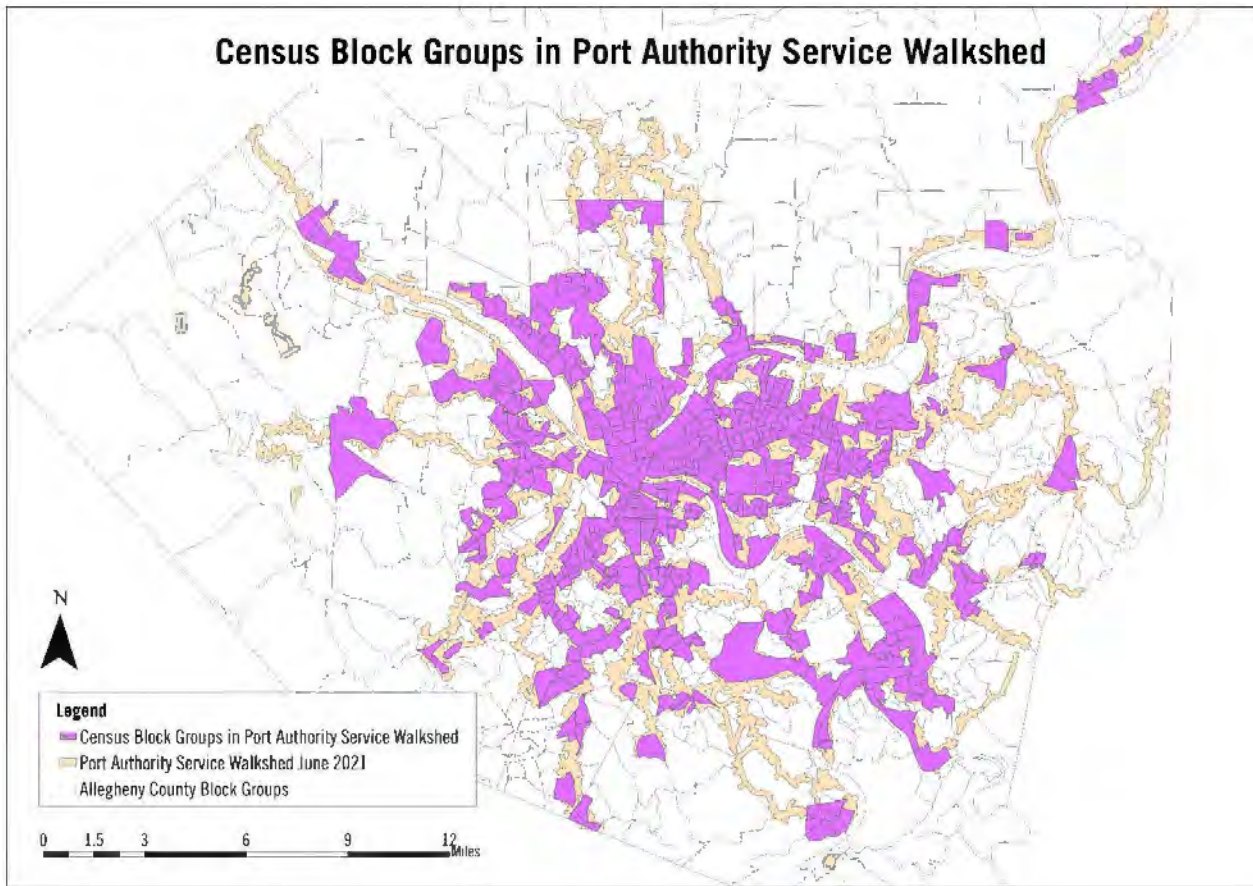 Census Block Groups in Port Authority Service Walkshed
N
Legend
Census Block Groups in Port Authority Service Walkshed
Port Authority Service Walkshed June 2021
Allegheny County Block Groups
0 1.5 3 6 9 12
Miles